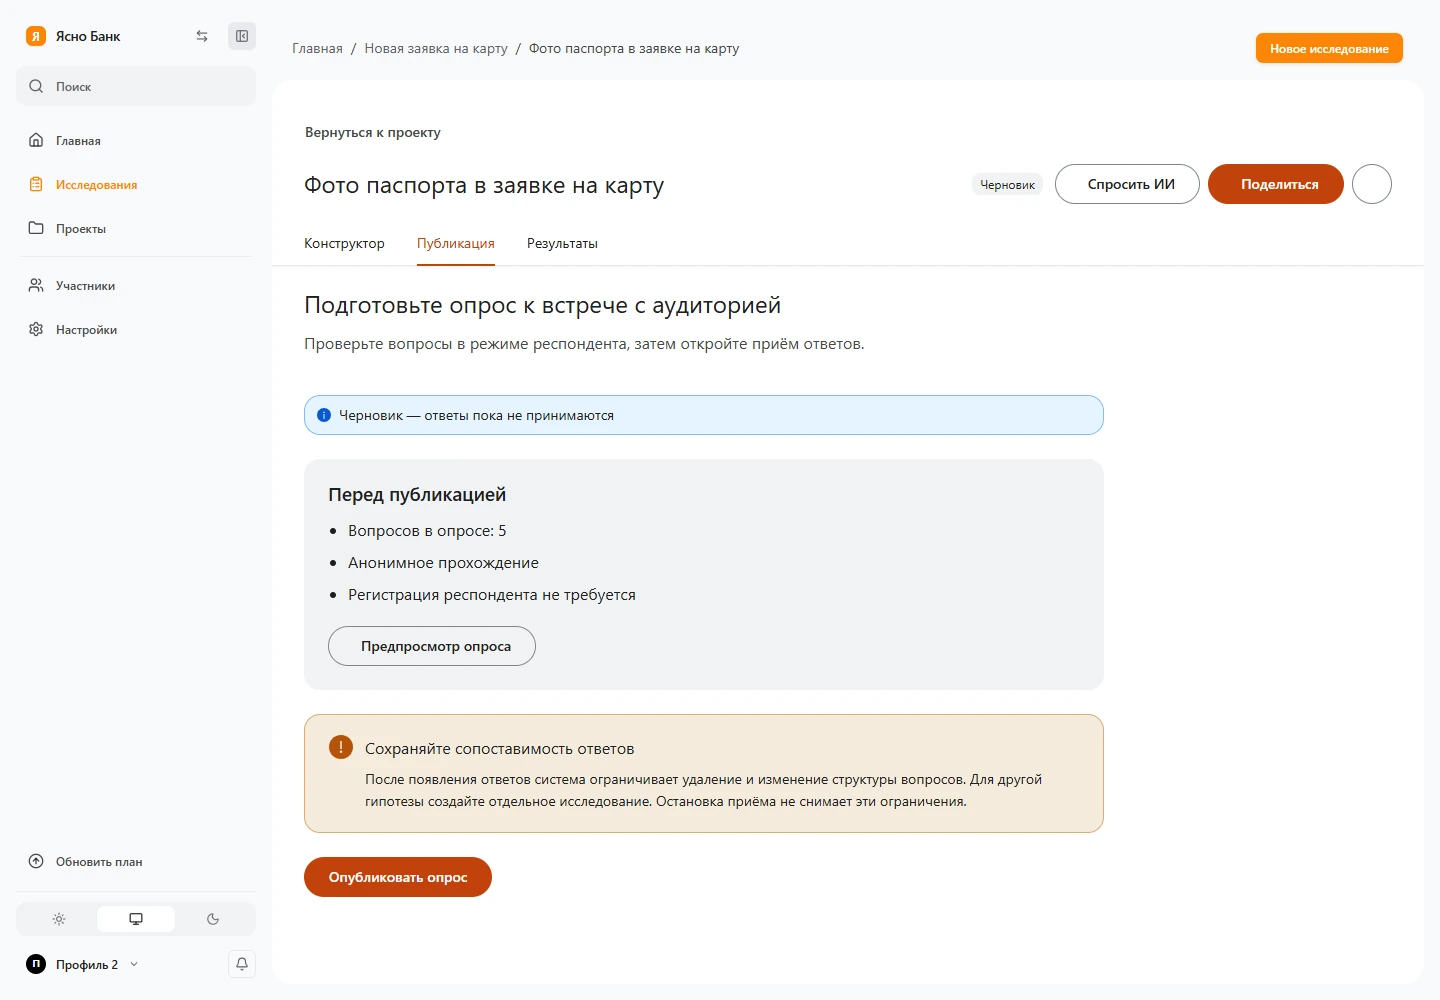 Я Ясно Банк
Поиск
Главная
Исследования
Проекты
Участники
Настройки
Обновить план
П Профиль 2
Главная / Новая заявка на карту / Фото паспорта в заявке на карту
Новое исследование
Вернуться к проекту
Фото паспорта в заявке на карту
Черновик
Спросить ИИ
Поделиться
Конструктор
Публикация
Результаты
Подготовьте опрос к встрече с аудиторией
Проверьте вопросы в режиме респондента, затем откройте приём ответов.
Черновик — ответы пока не принимаются
Перед публикацией
• Вопросов в опросе: 5
• Анонимное прохождение
• Регистрация респондента не требуется
Предпросмотр опроса
Сохраняйте сопоставимость ответов
После появления ответов система ограничивает удаление и изменение структуры вопросов. Для другой
гипотезы создайте отдельное исследование. Остановка приёма не снимает эти ограничения.
Опубликовать опрос